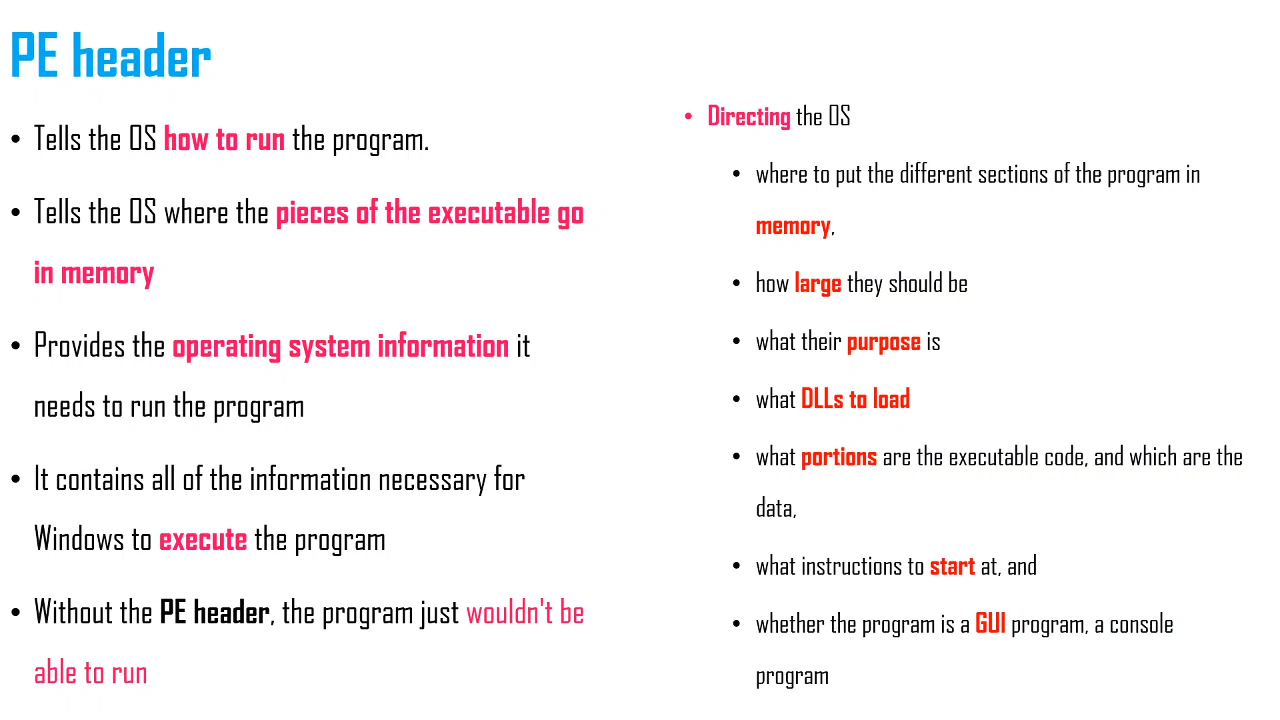 PE header
• Tells the OS how to run the program.
• Tells the OS where the pieces of the executable go
in memory
• Provides the operating system information it
needs to run the program
• It contains all of the information necessary for
Windows to execute the program
• Without the PE header, the program just wouldn't be
able to run
• Directing the OS
• where to put the different sections of the program in
memory,
• how large they should be
• what their purpose is
• what DLLs to load
• what portions are the executable code, and which are the
data,
• what instructions to start at, and
• whether the program is a GUI program, a console
program